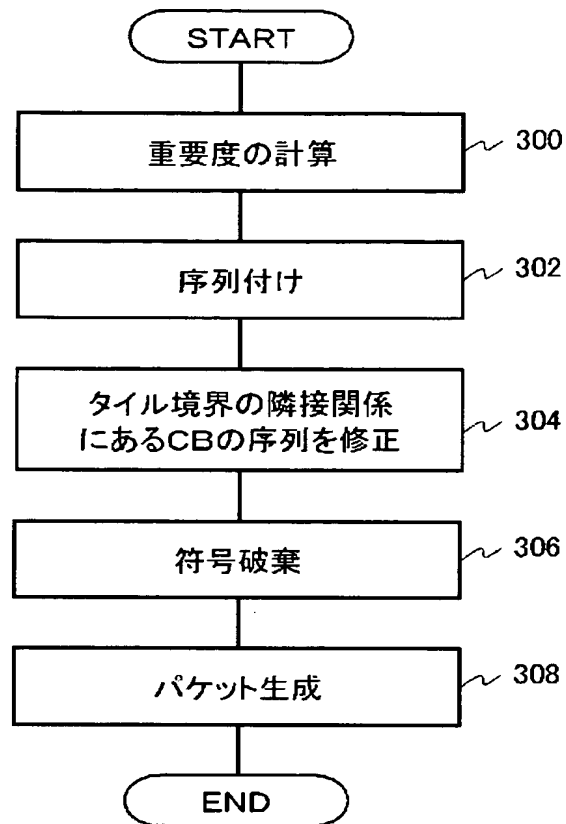 START
重要度の計算
300
序列付け
302
タイル境界の隣接関係
にあるCBの序列を修正
304
符号破棄
306
パケット生成
308
END